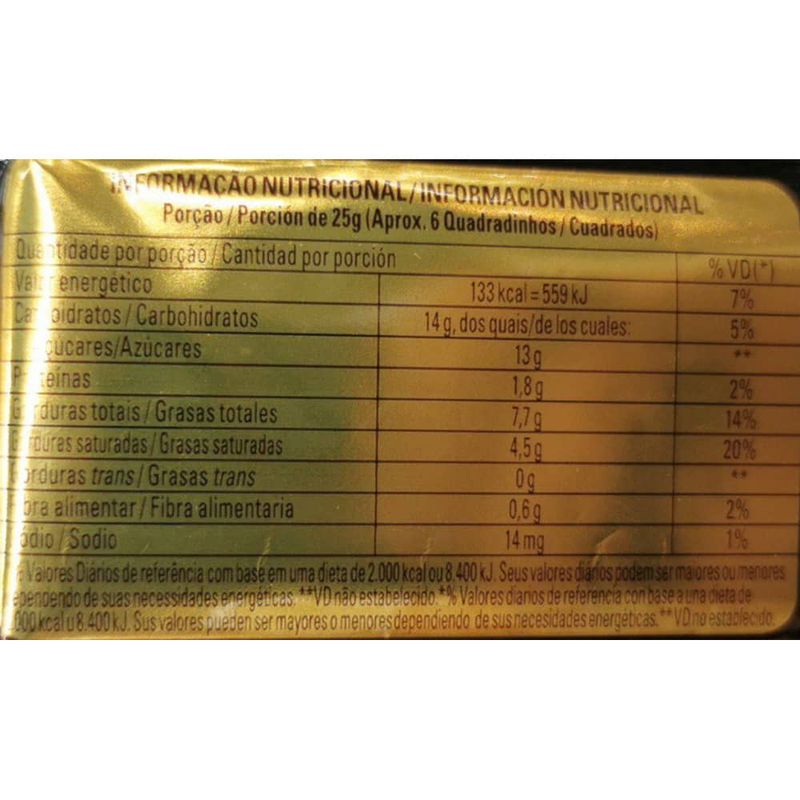 INFORMAÇÃO NUTRICIONAL/INFORMACIÓN NUTRICIONAL
Porção / Porción de 25g (Aprox. 6 Quadradinhos / Cuadrados)
Quantidade por porção / Cantidad por porción % VD(*)
Valor energético 133 kcal = 559 kJ 7%
Carboidratos / Carbohidratos 14 g, dos quais/de los cuales: 5%
Açúcares/Azúcares 13g **
Proteínas 1,8g 2%
Gorduras totais / Grasas totales 7,7g 14%
Gorduras saturadas / Grasas saturadas 4,5g 20%
Gorduras trans / Grasas trans 0g **
Fibra alimentar / Fibra alimentaria 0,6g 2%
Sódio / Sodio 14 mg 1%
Valores Diários de referência com base em uma dieta de 2.000 kcal ou 8.400 kJ. Seus valores diários podem ser maiores ou menores
dependendo de suas necessidades energéticas. **VD não estabelecido. *% Valores diarios de referencia con base a una dieta de
2.000 kcal u 8.400 kJ. Sus valores pueden ser mayores o menores dependiendo de sus necesidades energéticas. ** VD no establecido.